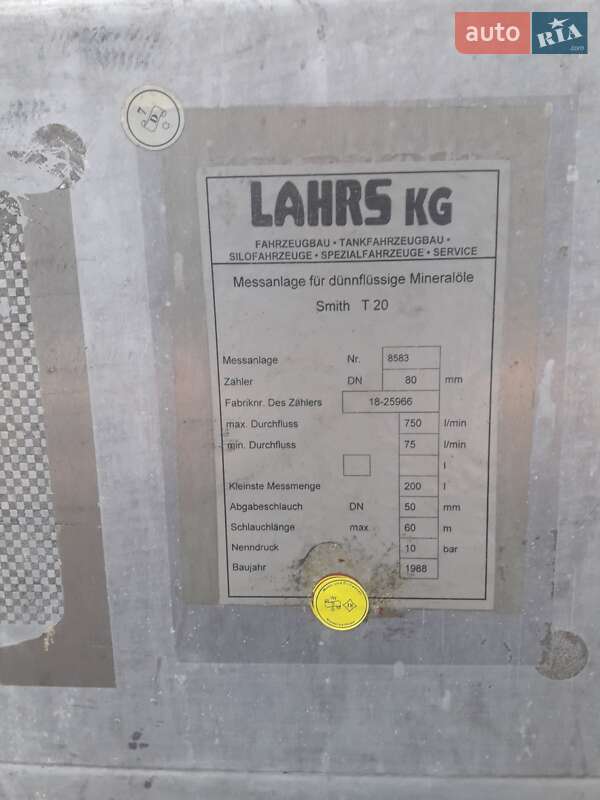 auto RIA.com
7 D
LAHRS KG
FAHRZEUGBAU • TANKFAHRZEUGBAU •
SILOFAHRZEUGE • SPEZIALFAHRZEUGE • SERVICE
Messanlage für dünnflüssige Mineralöle
Smith T 20
Messanlage Nr. 8583
Zähler DN 80 mm
Fabriknr. Des Zählers 18-25966
max. Durchfluss 750 l/min
min. Durchfluss 75 l/min
l
Kleinste Messmenge 200 l
Abgabeschlauch DN 50 mm
Schlauchlänge max. 60 m
Nenndruck 10 bar
Baujahr 1988